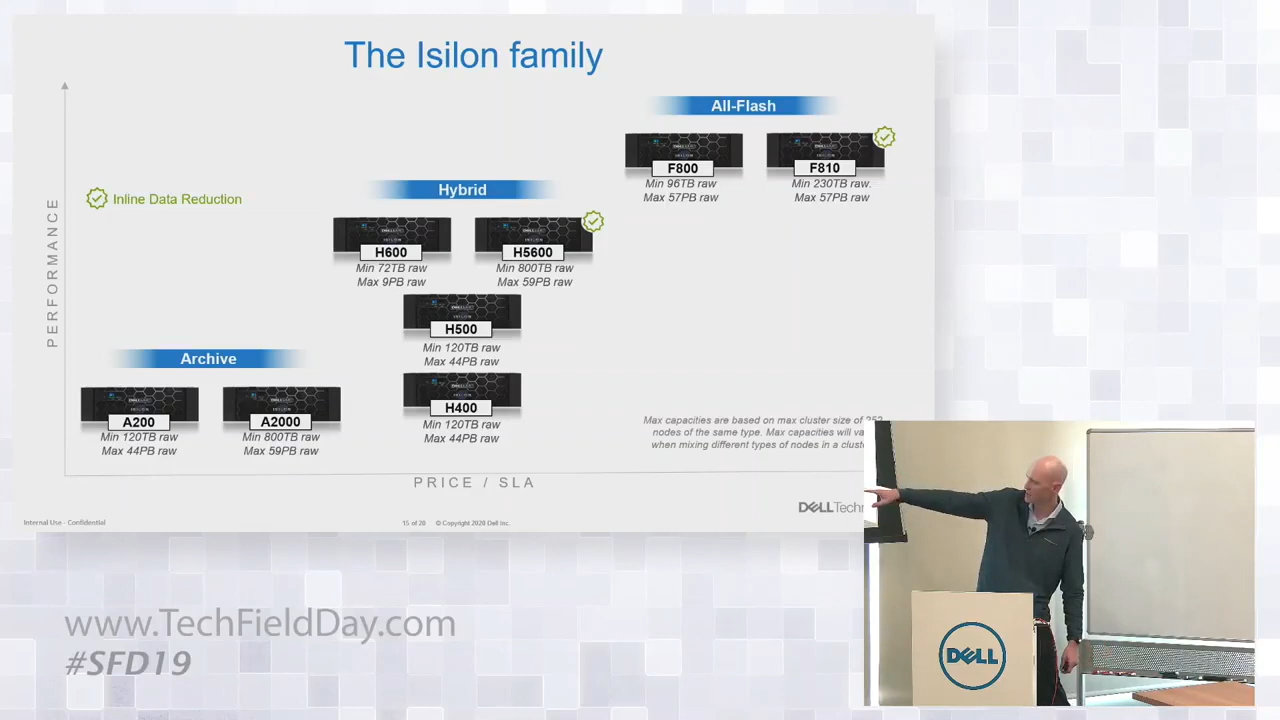 The Isilon family
All-Flash
F800
Min 96TB raw
Max 57PB raw
F810
Min 230TB raw.
Max 57PB raw
Inline Data Reduction
Hybrid
H600
Min 72TB raw
Max 9PB raw
H5600
Min 800TB raw
Max 59PB raw
H500
Min 120TB raw
Max 44PB raw
H400
Min 120TB raw
Max 44PB raw
Archive
A200
Min 120TB raw
Max 44PB raw
A2000
Min 800TB raw
Max 59PB raw
PERFORMANCE
PRICE / SLA
Max capacities are based on max cluster size of 252
nodes of the same type. Max capacities will
when mixing different types of nodes in a
Internal Use - Confidential
15 of 28 © Copyright 2020 Dell Inc.
DELL
www.TechFieldDay.com
#SFD19
DELL